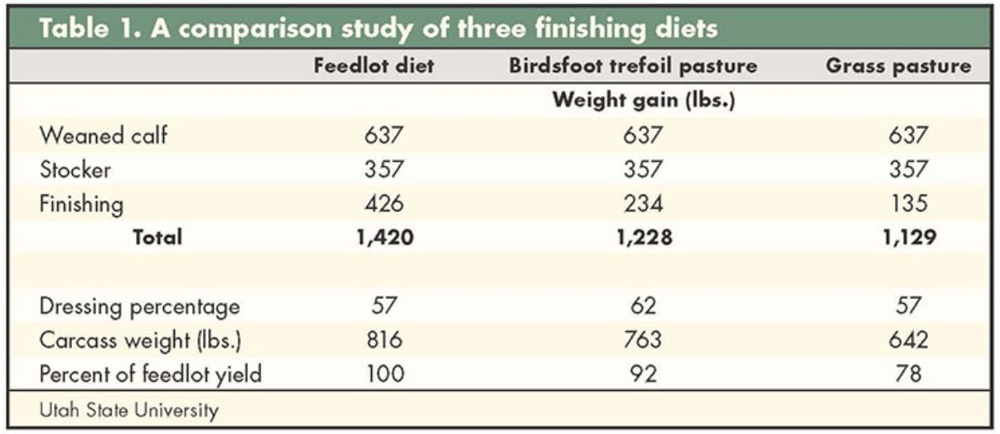 Table 1. A comparison study of three finishing diets
Feedlot diet Birdsfoot trefoil pasture Grass pasture
Weight gain (lbs.)
Weaned calf 637 637 637
Stocker 357 357 357
Finishing 426 234 135
Total 1,420 1,228 1,129
Dressing percentage 57 62 57
Carcass weight (lbs.) 816 763 642
Percent of feedlot yield 100 92 78
Utah State University